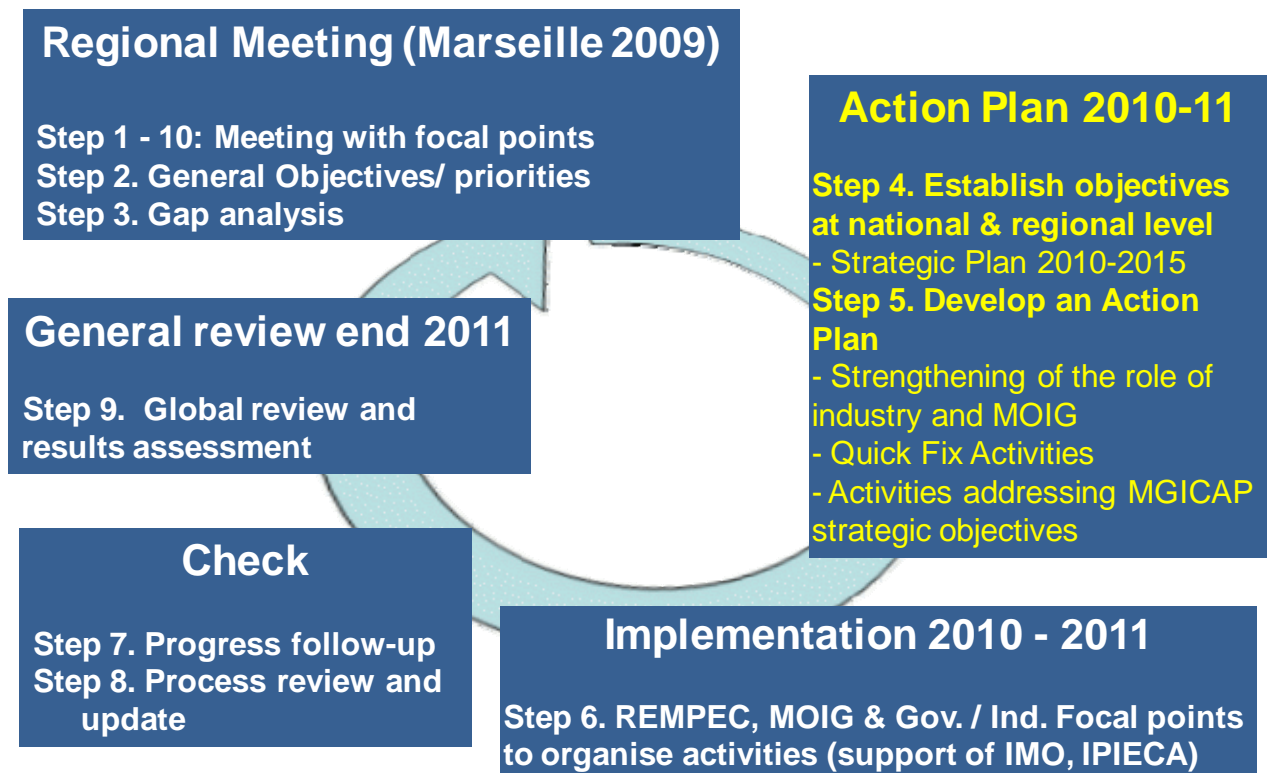 Regional Meeting (Marseille 2009)
Step 1 - 10: Meeting with focal points
Step 2. General Objectives/ priorities
Step 3. Gap analysis
Action Plan 2010-11
Step 4. Establish objectives
at national & regional level
- Strategic Plan 2010-2015
Step 5. Develop an Action
Plan
- Strengthening of the role of
industry and MOIG
- Quick Fix Activities
- Activities addressing MGICAP
strategic objectives
Implementation 2010 - 2011
Step 6. REMPEC, MOIG & Gov. / Ind. Focal points
to organise activities (support of IMO, IPIECA)
Check
Step 7. Progress follow-up
Step 8. Process review and
update
General review end 2011
Step 9. Global review and
results assessment